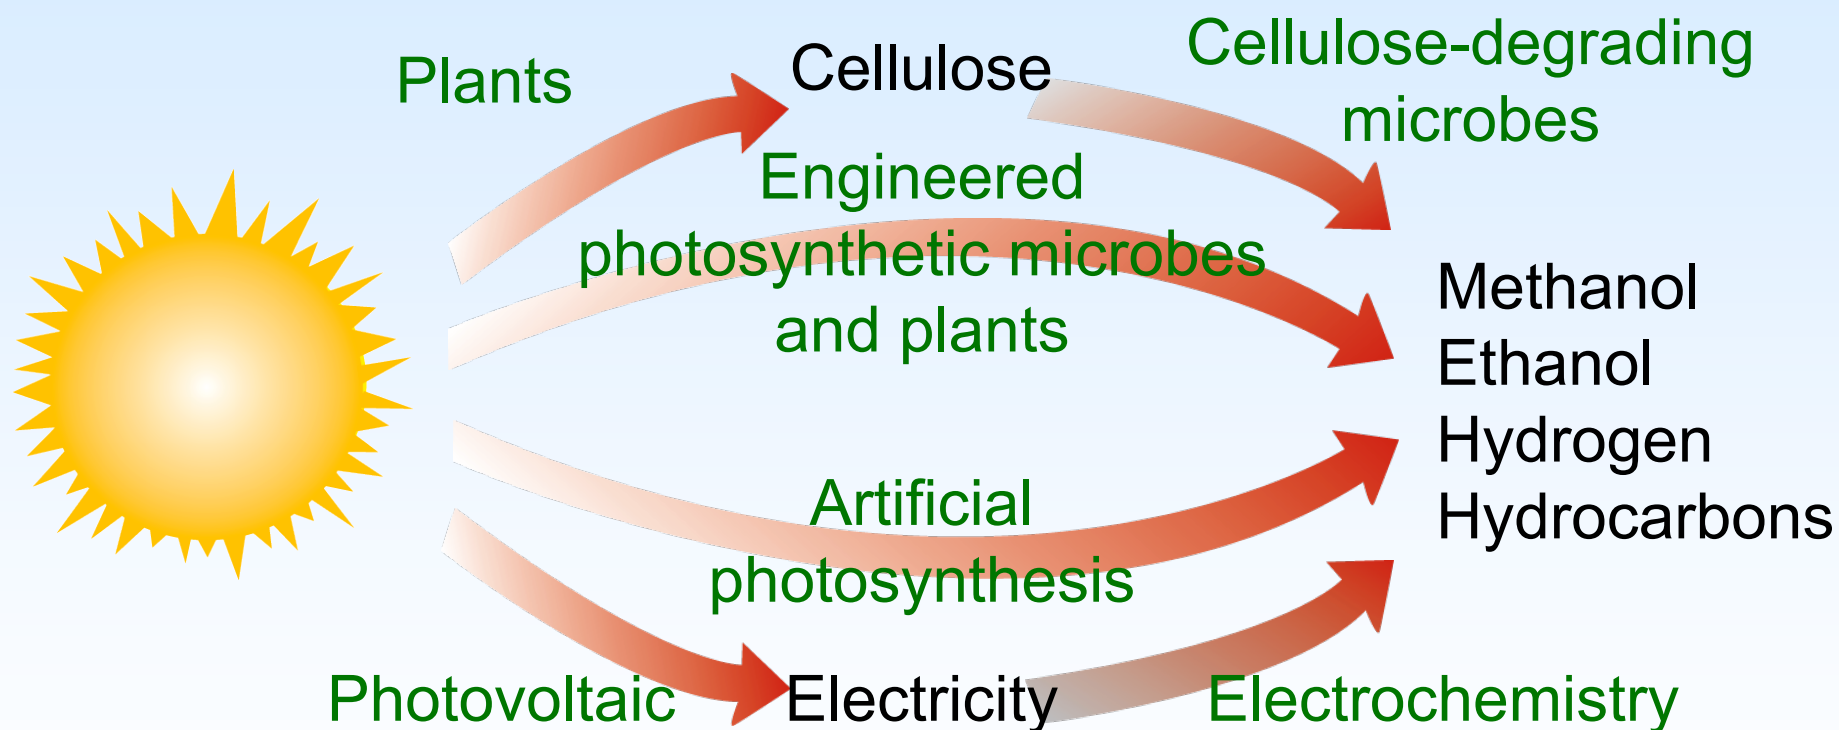 Plants
Cellulose
Cellulose-degrading
microbes
Engineered
photosynthetic microbes
and plants
Methanol
Ethanol
Hydrogen
Hydrocarbons
Artificial
photosynthesis
Photovoltaic
Electricity
Electrochemistry